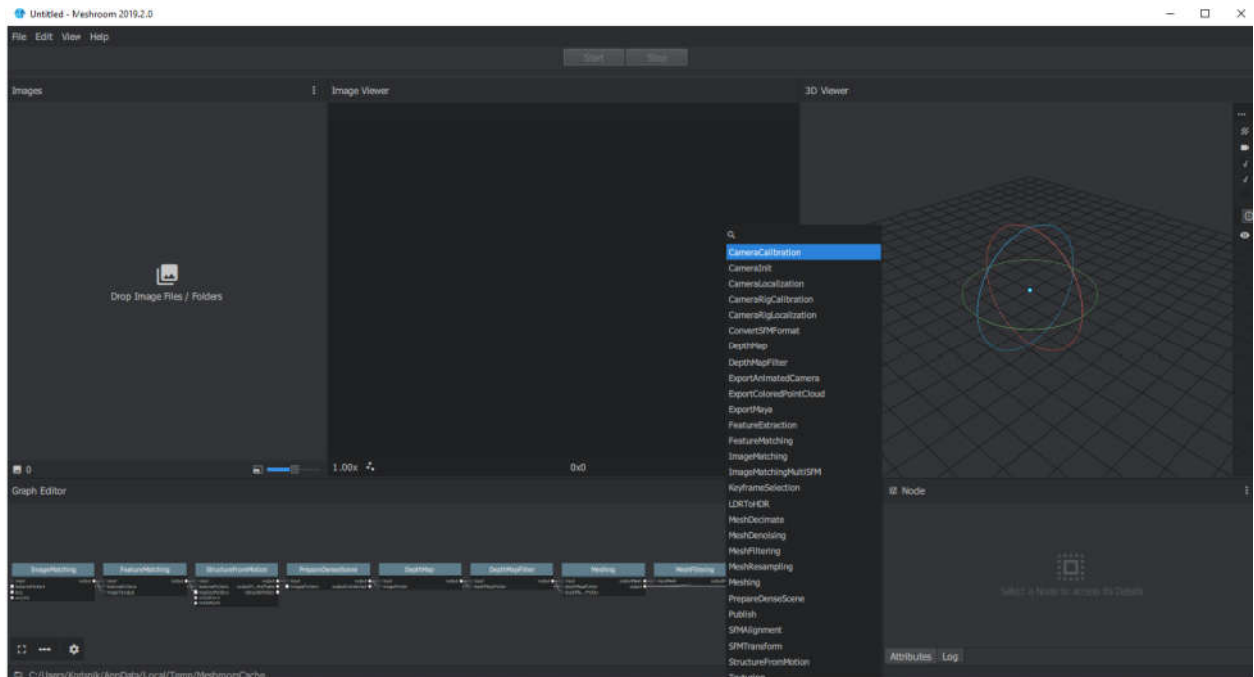 Untitled - Meshroom 2019.2.0
File Edit View Help
Start Stop
Images
Image Viewer
3D Viewer
Drop Image Files / Folders
0
1.00x
0x0
CameraCalibration
CameraInit
CameraLocalization
CameraRigCalibration
CameraRigLocalization
ConvertSfMFormat
DepthMap
DepthMapFilter
ExportAnimatedCamera
ExportColoredPointCloud
ExportMaya
FeatureExtraction
FeatureMatching
ImageMatching
ImageMatchingMultiSfM
KeyframeSelection
LDRToHDR
MeshDecimate
MeshDenoising
MeshFiltering
MeshResampling
Meshing
PrepareDenseScene
Publish
SfMAlignment
SfMTransform
StructureFromMotion
Texturing
Graph Editor
ImageMatching FeatureMatching StructureFromMotion PrepareDenseScene DepthMap DepthMapFilter Meshing MeshFiltering
Node
Select a Node to access its Details
Attributes Log